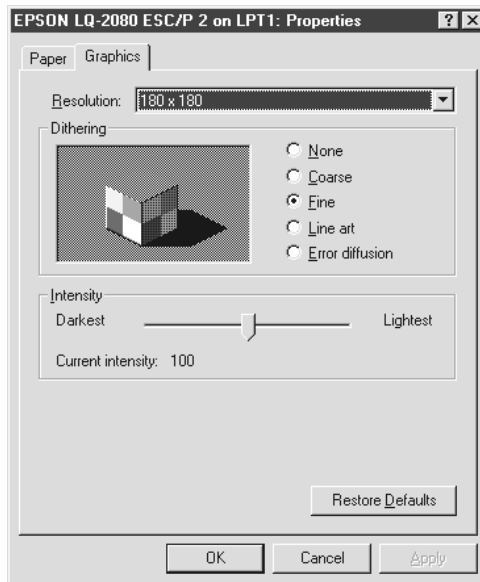 EPSON LQ-2080 ESC/P 2 on LPT1: Properties
Paper Graphics
Resolution: 180 x 180
Dithering
None
Coarse
Fine
Line art
Error diffusion
Intensity
Darkest Lightest
Current intensity: 100
Restore Defaults
OK Cancel Apply